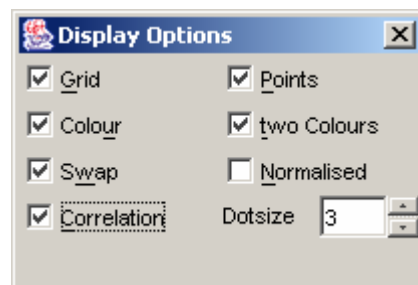 Display Options
Grid Points
Colour two Colours
Swap Normalised
Correlation Dotsize 3